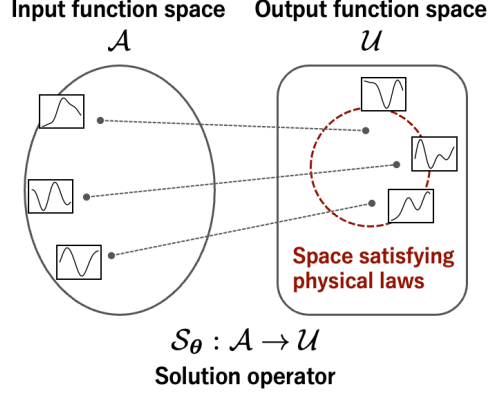 Input function space
Output function space
𝒜
𝒰
Space satisfying
physical laws
𝒮_θ : 𝒜 → 𝒰
Solution operator